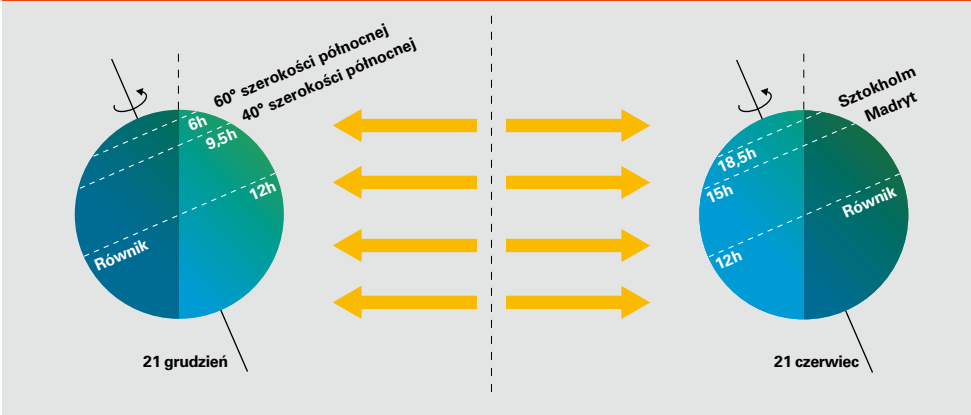 60° szerokości północnej
40° szerokości północnej
6h
9,5h
12h
Równik
21 grudzień
Sztokholm
Madryt
18,5h
15h
Równik
12h
21 czerwiec